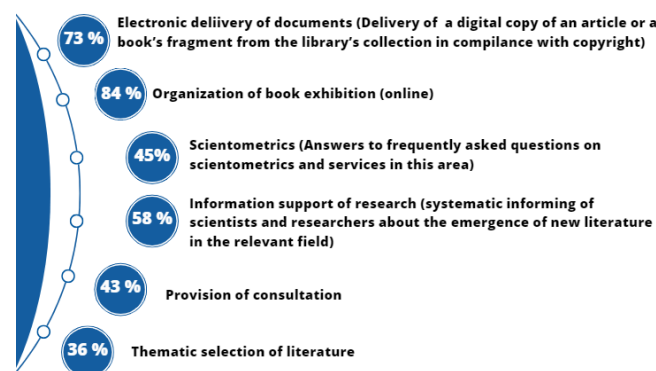 73 %
Electronic deliivery of documents (Delivery of a digital copy of an article or a
book's fragment from the library's collection in compilance with copyright)
84 %
Organization of book exhibition (online)
45%
Scientometrics (Answers to frequently asked questions on
scientometrics and services in this area)
58 %
Information support of research (systematic informing of
scientists and researchers about the emergence of new literature
in the relevant field)
43 %
Provision of consultation
36 %
Thematic selection of literature